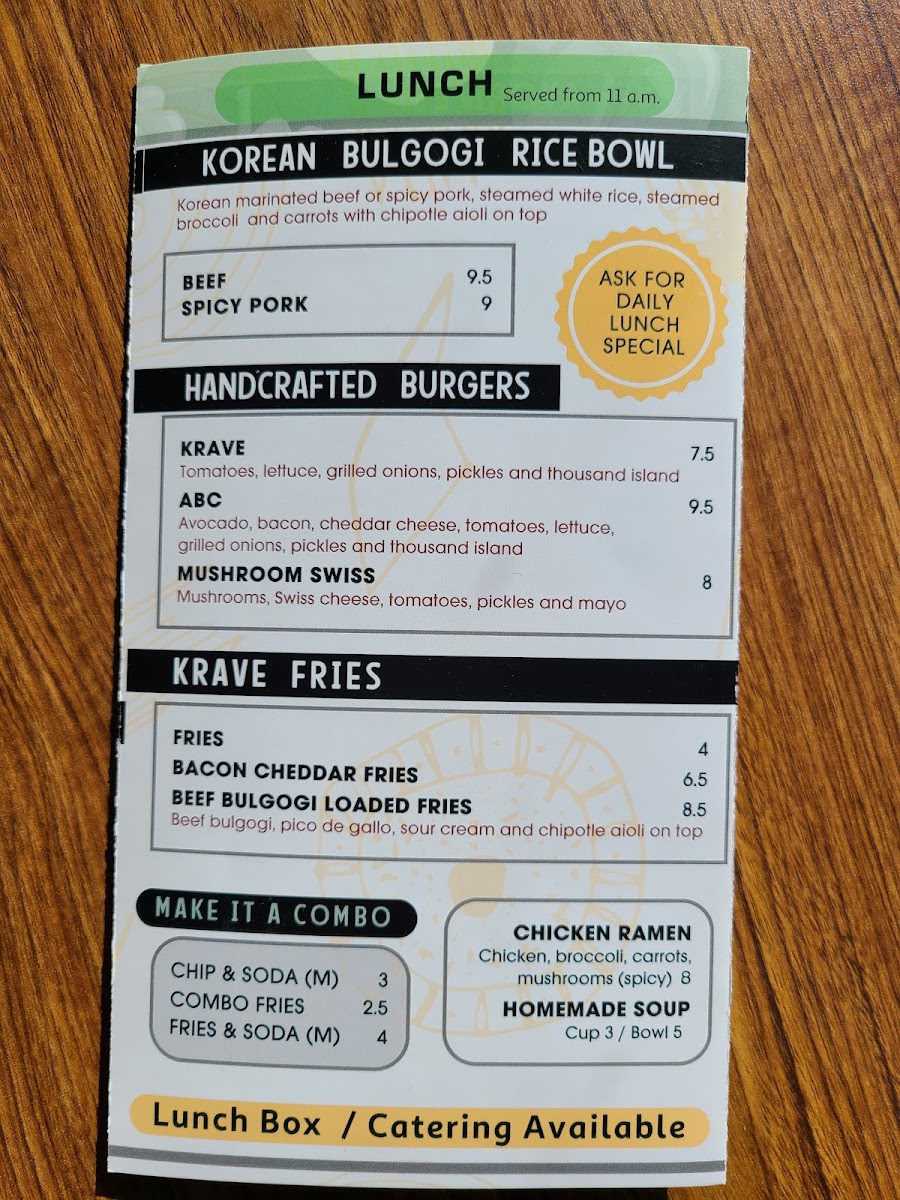 LUNCH Served from 11 a.m.
KOREAN BULGOGI RICE BOWL
Korean marinated beef or spicy pork, steamed white rice, steamed
broccoli and carrots with chipotle aioli on top
BEEF 9.5
SPICY PORK 9
ASK FOR
DAILY
LUNCH
SPECIAL
HANDCRAFTED BURGERS
KRAVE 7.5
Tomatoes, lettuce, grilled onions, pickles and thousand island
ABC 9.5
Avocado, bacon, cheddar cheese, tomatoes, lettuce,
grilled onions, pickles and thousand island
MUSHROOM SWISS 8
Mushrooms, Swiss cheese, tomatoes, pickles and mayo
KRAVE FRIES
FRIES 4
BACON CHEDDAR FRIES 6.5
BEEF BULGOGI LOADED FRIES 8.5
Beef bulgogi, pico de gallo, sour cream and chipotle aioli on top
MAKE IT A COMBO
CHIP & SODA (M) 3
COMBO FRIES 2.5
FRIES & SODA (M) 4
CHICKEN RAMEN
Chicken, broccoli, carrots,
mushrooms (spicy) 8
HOMEMADE SOUP
Cup 3 / Bowl 5
Lunch Box / Catering Available